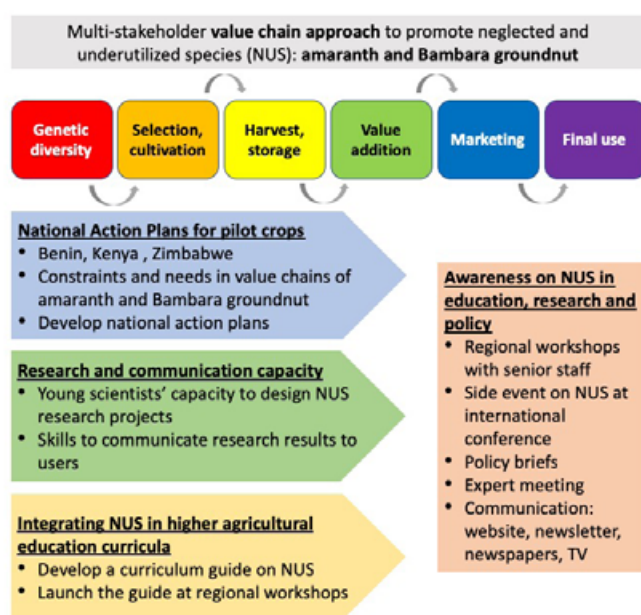 Multi-stakeholder value chain approach to promote neglected and
underutilized species (NUS): amaranth and Bambara groundnut
Genetic
diversity
Selection,
cultivation
Harvest,
storage
Value
addition
Marketing
Final use
National Action Plans for pilot crops
• Benin, Kenya , Zimbabwe
• Constraints and needs in value chains of
amaranth and Bambara groundnut
• Develop national action plans
Research and communication capacity
• Young scientists’ capacity to design NUS
research projects
• Skills to communicate research results to
users
Integrating NUS in higher agricultural
education curricula
• Develop a curriculum guide on NUS
• Launch the guide at regional workshops
Awareness on NUS in
education, research and
policy
• Regional workshops
with senior staff
• Side event on NUS at
international
conference
• Policy briefs
• Expert meeting
• Communication:
website, newsletter,
newspapers, TV